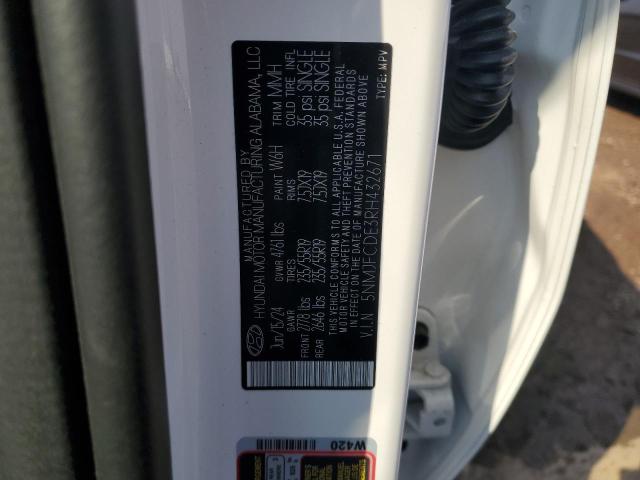 MANUFACTURED BY
HYUNDAI MOTOR MANUFACTURING ALABAMA, LLC
Jun/15/24 GVWR 4761 lbs PAINT W6H TRIM MMH
GAWR TIRES RIMS COLD TIRE INFL
FRONT 2778 lbs 235/55R19 7.5JX19 35 psi SINGLE
REAR 2646 lbs 235/55R19 7.5JX19 35 psi SINGLE
THIS VEHICLE CONFORMS TO ALL APPLICABLE U.S.A. FEDERAL
MOTOR VEHICLE SAFETY AND THEFT PREVENTION STANDARDS
IN EFFECT ON THE DATE OF MANUFACTURE SHOWN ABOVE
V.I.N 5NMJFCDE3RH432671 TYPE: MPV
W420